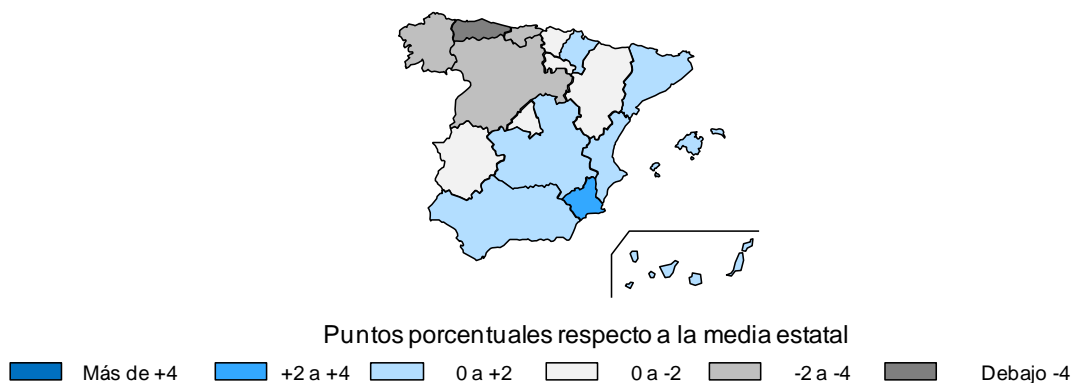 Puntos porcentuales respecto a la media estatal
Más de +4 +2 a +4 0 a +2 0 a -2 -2 a -4 Debajo -4